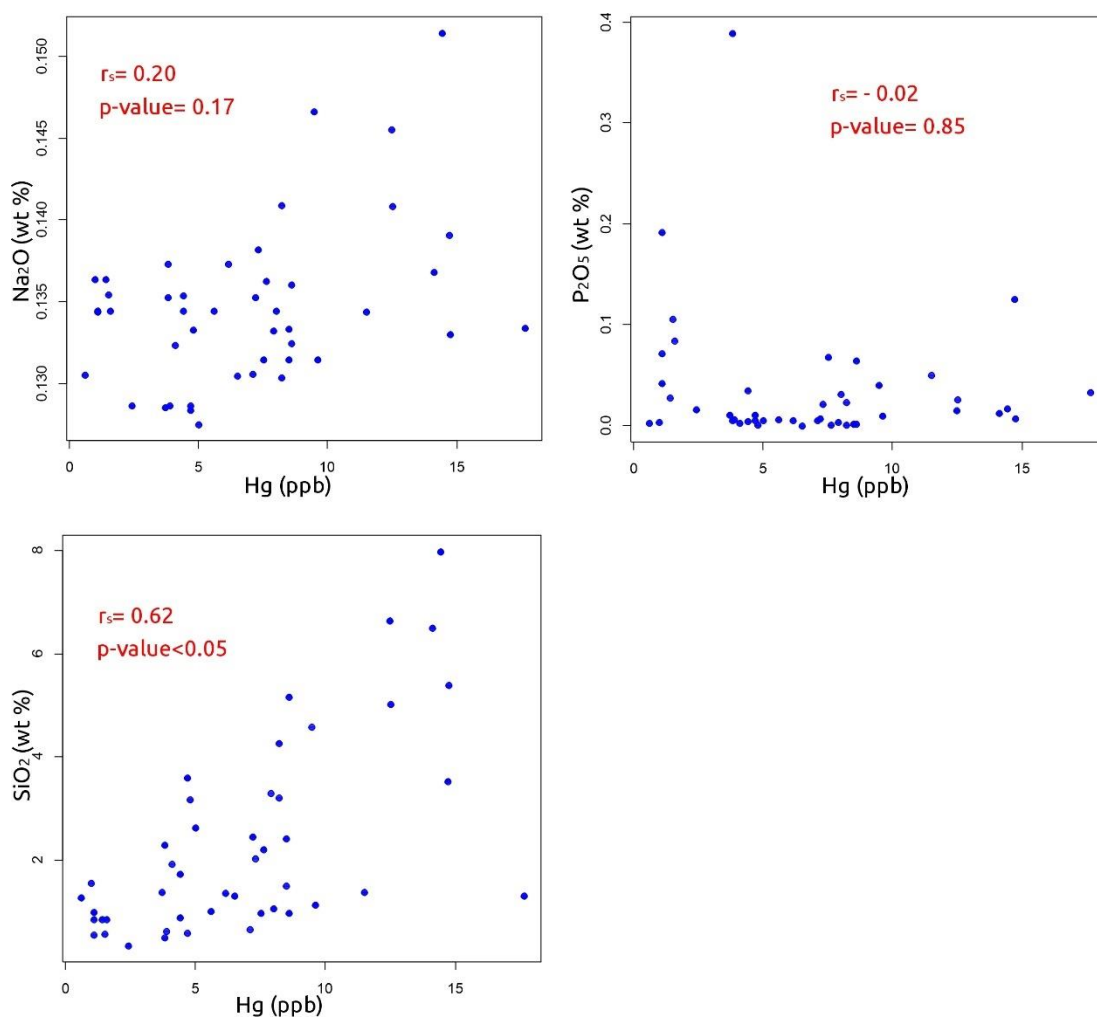 rs= 0.20
p-value= 0.17
Na2O (wt %)
0.150
0.145
0.140
0.135
0.130
0
5
10
15
Hg (ppb)
rs= - 0.02
p-value= 0.85
P2O5 (wt %)
0.4
0.3
0.2
0.1
0.0
0
5
10
15
Hg (ppb)
rs= 0.62
p-value<0.05
SiO2 (wt %)
8
6
4
2
0
5
10
15
Hg (ppb)